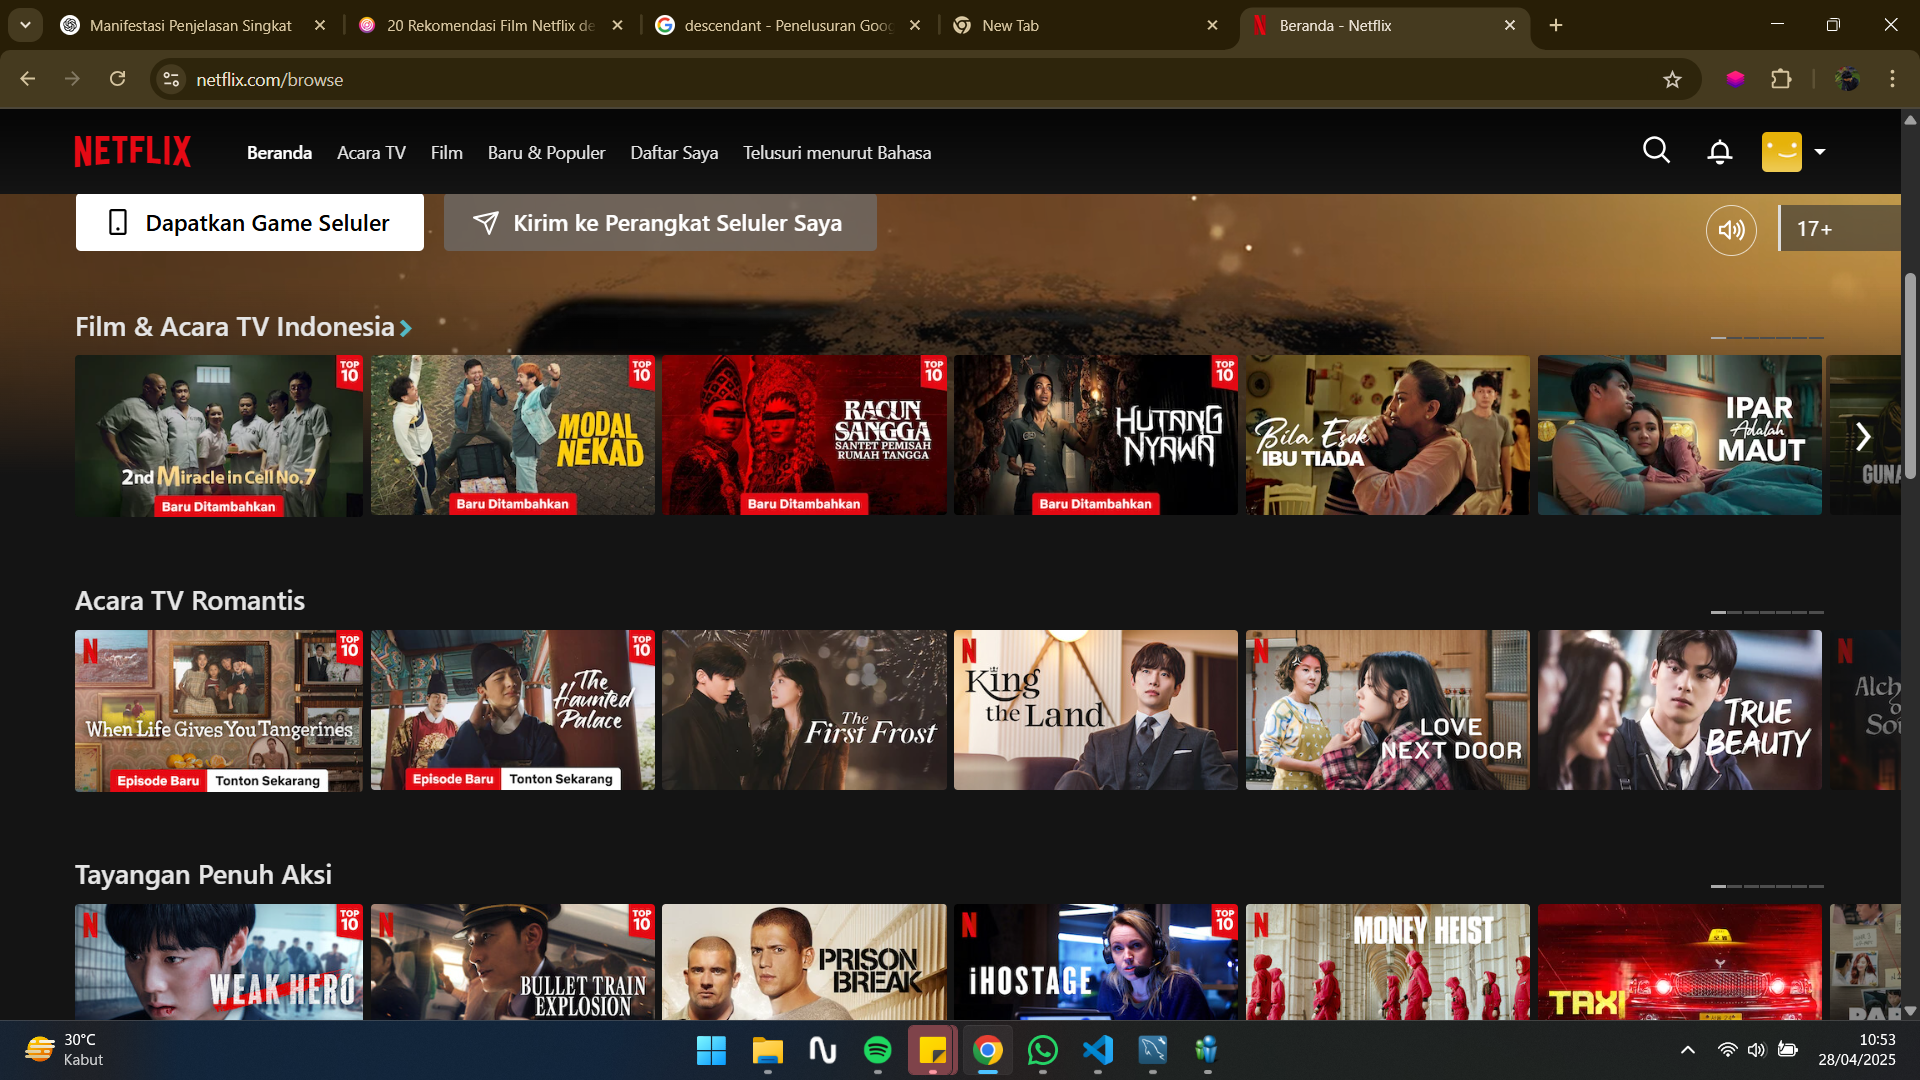 Manifestasi Penjelasan Singkat
20 Rekomendasi Film Netflix de
descendant - Penelusuran Goog
New Tab
Beranda - Netflix
netflix.com/browse
NETFLIX
Beranda
Acara TV
Film
Baru & Populer
Daftar Saya
Telusuri menurut Bahasa
Dapatkan Game Seluler
Kirim ke Perangkat Seluler Saya
17+
Film & Acara TV Indonesia
TOP
10
2nd Miracle in Cell No.7
Baru Ditambahkan
TOP
10
MODAL
NEKAD
Baru Ditambahkan
TOP
10
RACUN
SANGGA
SANTET PEMISAH
RUMAH TANGGA
Baru Ditambahkan
TOP
10
HUTANG
NYAWA
Baru Ditambahkan
Bila Esok
IBU TIADA
IPAR
Adalah
MAUT
GUNA
Acara TV Romantis
N
TOP
10
When Life Gives You Tangerines
Episode Baru
Tonton Sekarang
TOP
10
The
Haunted
Palace
Episode Baru
Tonton Sekarang
The
First Frost
N
King
the Land
N
LOVE
NEXT DOOR
TRUE
BEAUTY
N
Alch
o
Sou
Tayangan Penuh Aksi
N
TOP
10
WEAK HERO
N
TOP
10
BULLET TRAIN
EXPLOSION
PRISON
BREAK
N
TOP
10
iHOSTAGE
N
MONEY HEIST
TAXI
30°C
Kabut
10:53
28/04/2025